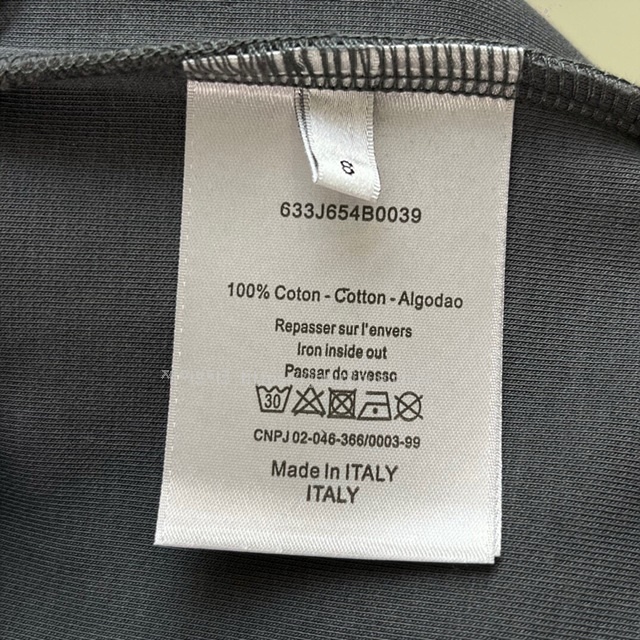 8
633J654B0039
100% Coton - Cotton - Algodao
Repasser sur l'envers
Iron inside out
Passar do avesso
30
CNPJ 02-046-366/0003-99
Made In ITALY
ITALY